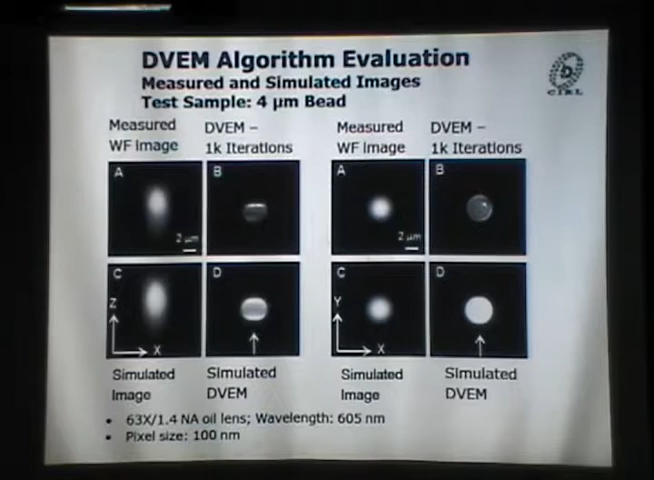 DVEM Algorithm Evaluation
Measured and Simulated Images
Test Sample: 4 µm Bead
CIRL
Measured WF Image
DVEM – 1k Iterations
Measured WF Image
DVEM – 1k Iterations
A
B
A
B
2 µm
2 µm
C
D
C
D
Z
X
Y
X
Simulated Image
Simulated DVEM
Simulated Image
Simulated DVEM
• 63X/1.4 NA oil lens; Wavelength: 605 nm
• Pixel size: 100 nm